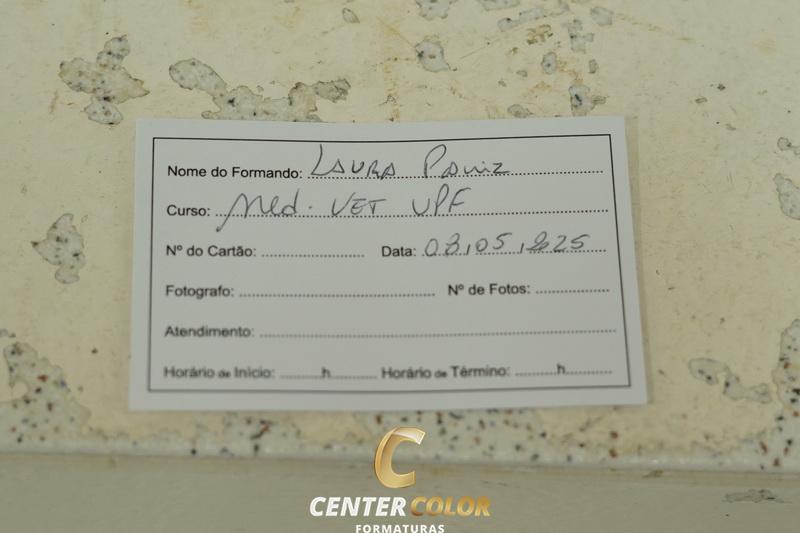 Nome do Formando: LAURA
Curso: Med. VET UPF
Nº do Cartão: Data: 03,05,2025
Fotografo: Nº de Fotos:
Atendimento:
Horário de Início: h Horário de Término: h
C
CENTER COLOR
FORMATURAS